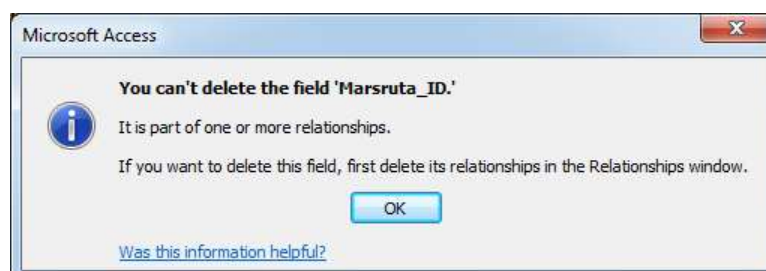 Microsoft Access
You can't delete the field 'Marsruta_ID.'
It is part of one or more relationships.
If you want to delete this field, first delete its relationships in the Relationships window.
OK
Was this information helpful?